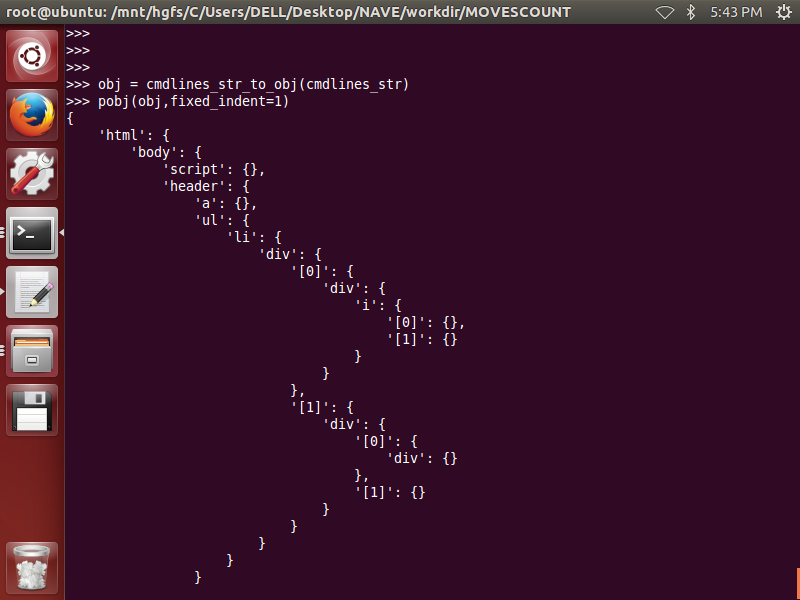 root@ubuntu: /mnt/hgfs/C/Users/DELL/Desktop/NAVE/workdir/MOVESCOUNT 5:43 PM
>>>
>>>
>>>
>>> obj = cmdlines_str_to_obj(cmdlines_str)
>>> pobj(obj,fixed_indent=1)
{
    'html': {
        'body': {
            'script': {},
            'header': {
                'a': {},
                'ul': {
                    'li': {
                        'div': {
                            '[0]': {
                                'div': {
                                    'i': {
                                        '[0]': {},
                                        '[1]': {}
                                    }
                                }
                            },
                            '[1]': {
                                'div': {
                                    '[0]': {
                                        'div': {}
                                    },
                                    '[1]': {}
                                }
                            }
                        }
                    }
                }